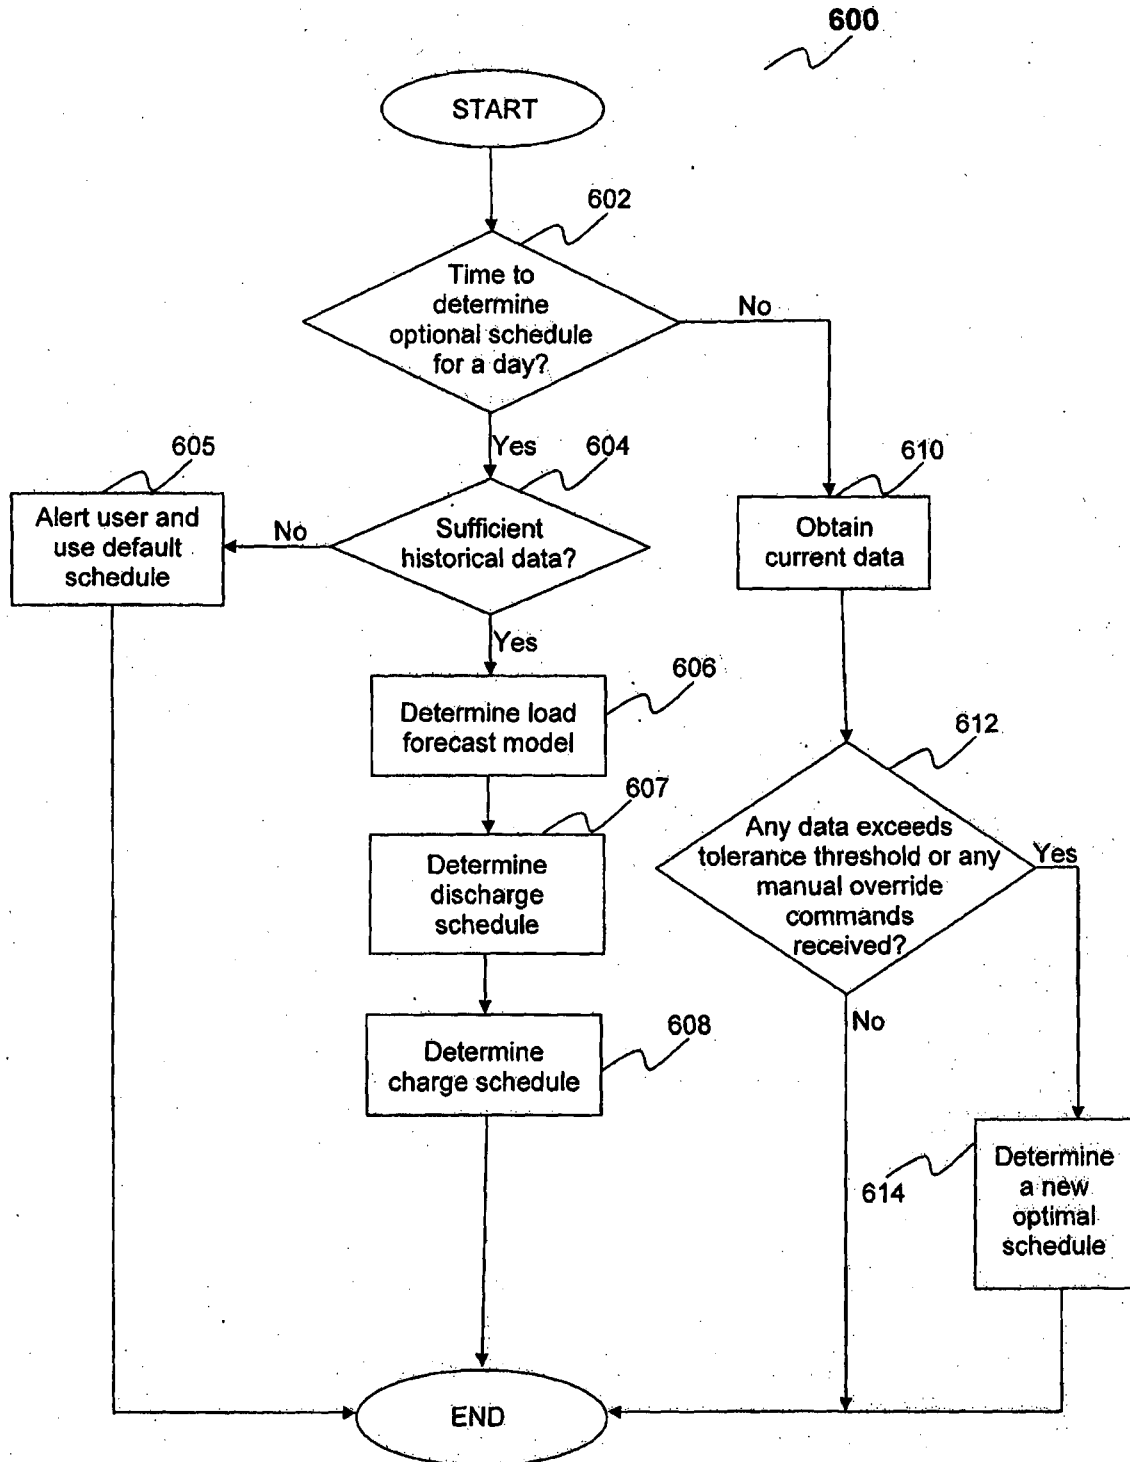 600
START
602
Time to
determine
optional schedule
for a day?
No
Yes
604
605
Alert user and
use default
schedule
No
Sufficient
historical data?
610
Obtain
current data
Yes
606
Determine load
forecast model
607
Determine
discharge
schedule
612
Any data exceeds
tolerance threshold or any
manual override
commands
received?
Yes
No
608
Determine
charge schedule
614
Determine
a new
optimal
schedule
END